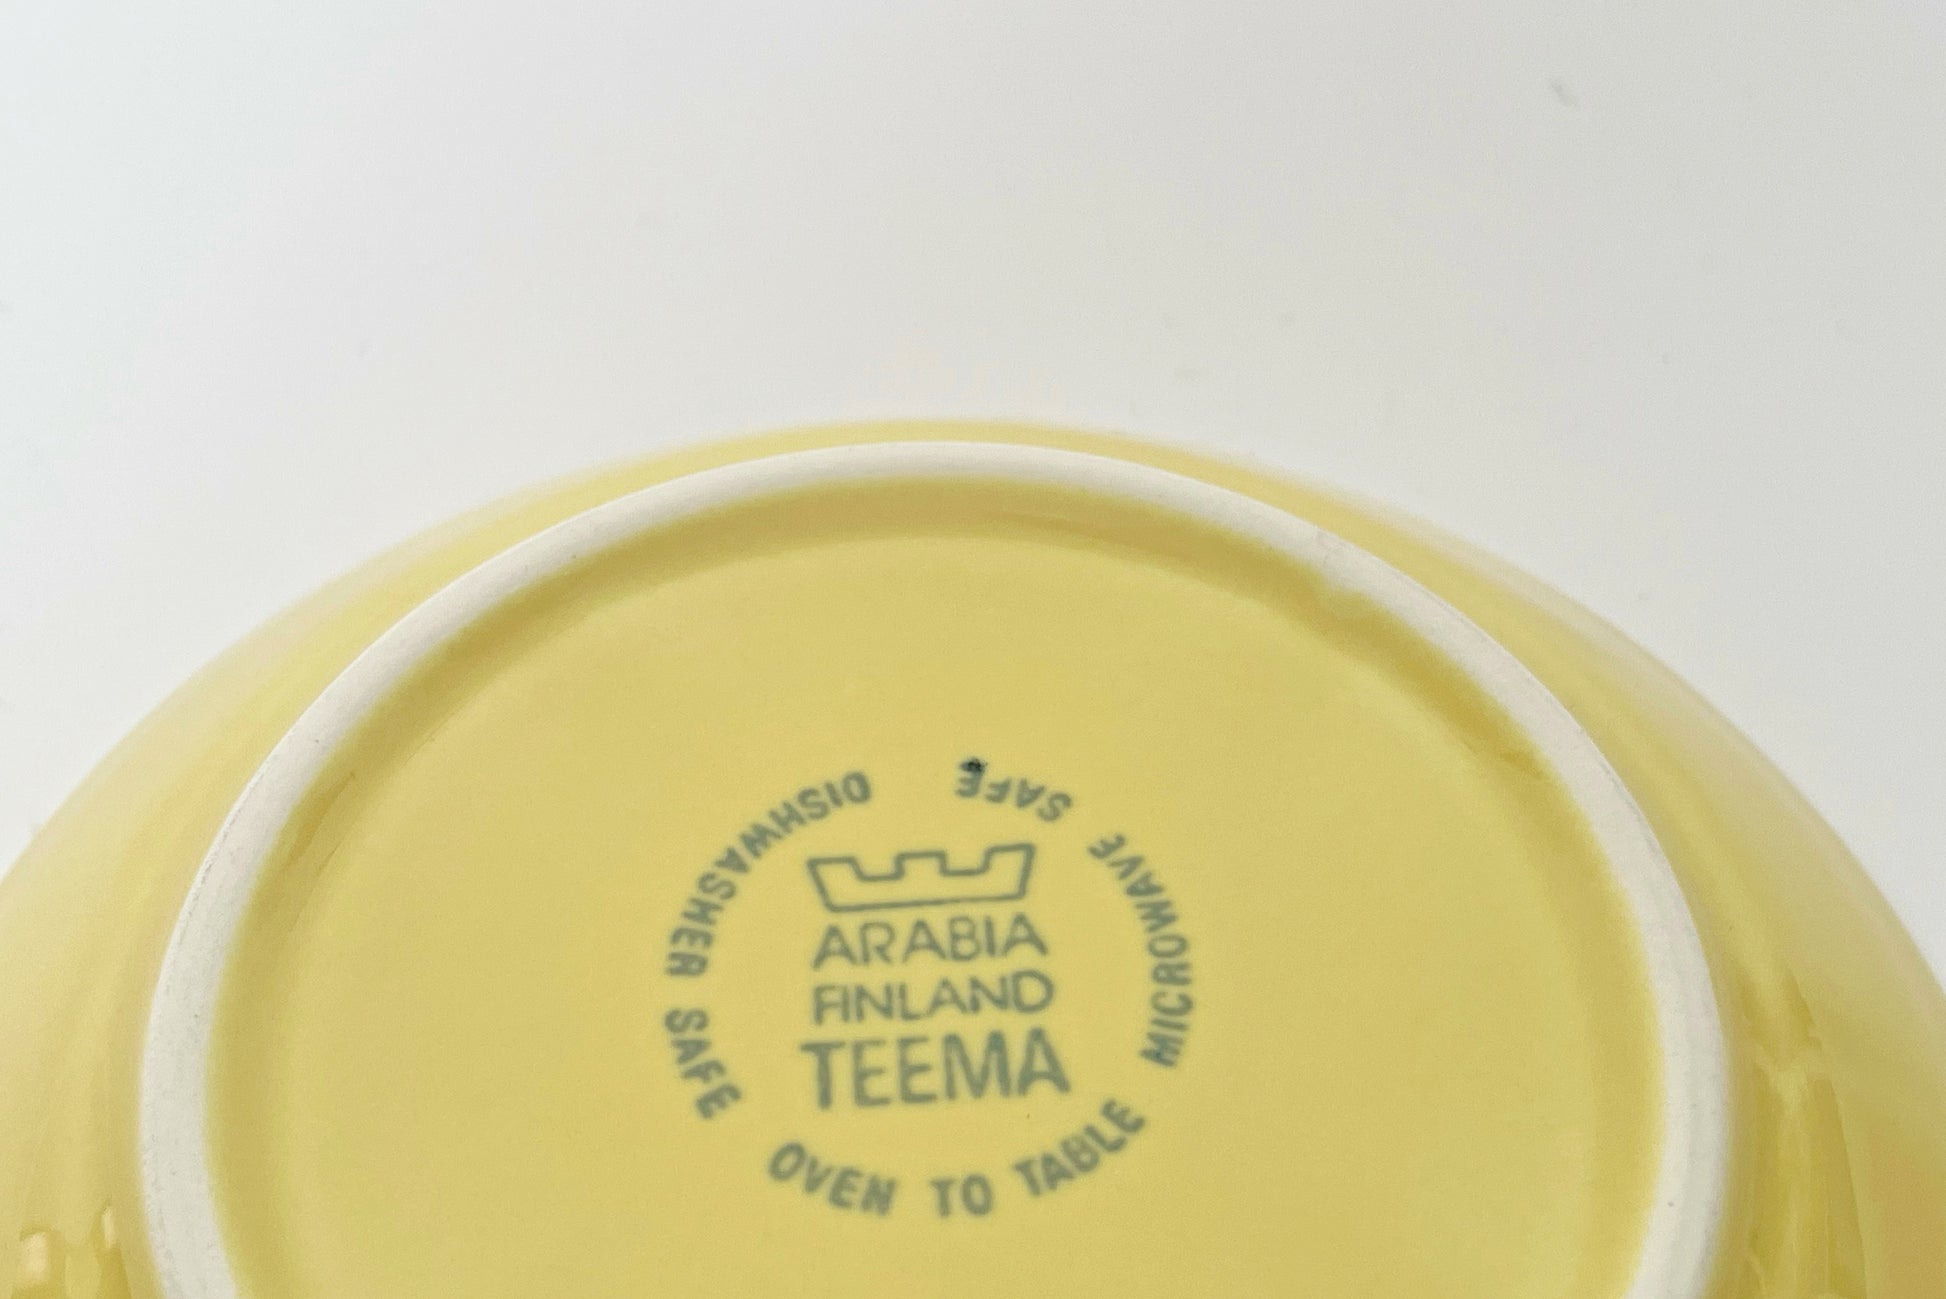 ARABIA
FINLAND
TEEMA
DISHWASHER SAFE
OVEN TO TABLE
MICROWAVE SAFE